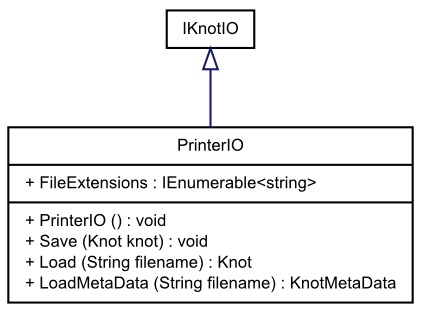 IKnotIO
PrinterIO
+ FileExtensions : IEnumerable<string>
+ PrinterIO () : void
+ Save (Knot knot) : void
+ Load (String filename) : Knot
+ LoadMetaData (String filename) : KnotMetaData